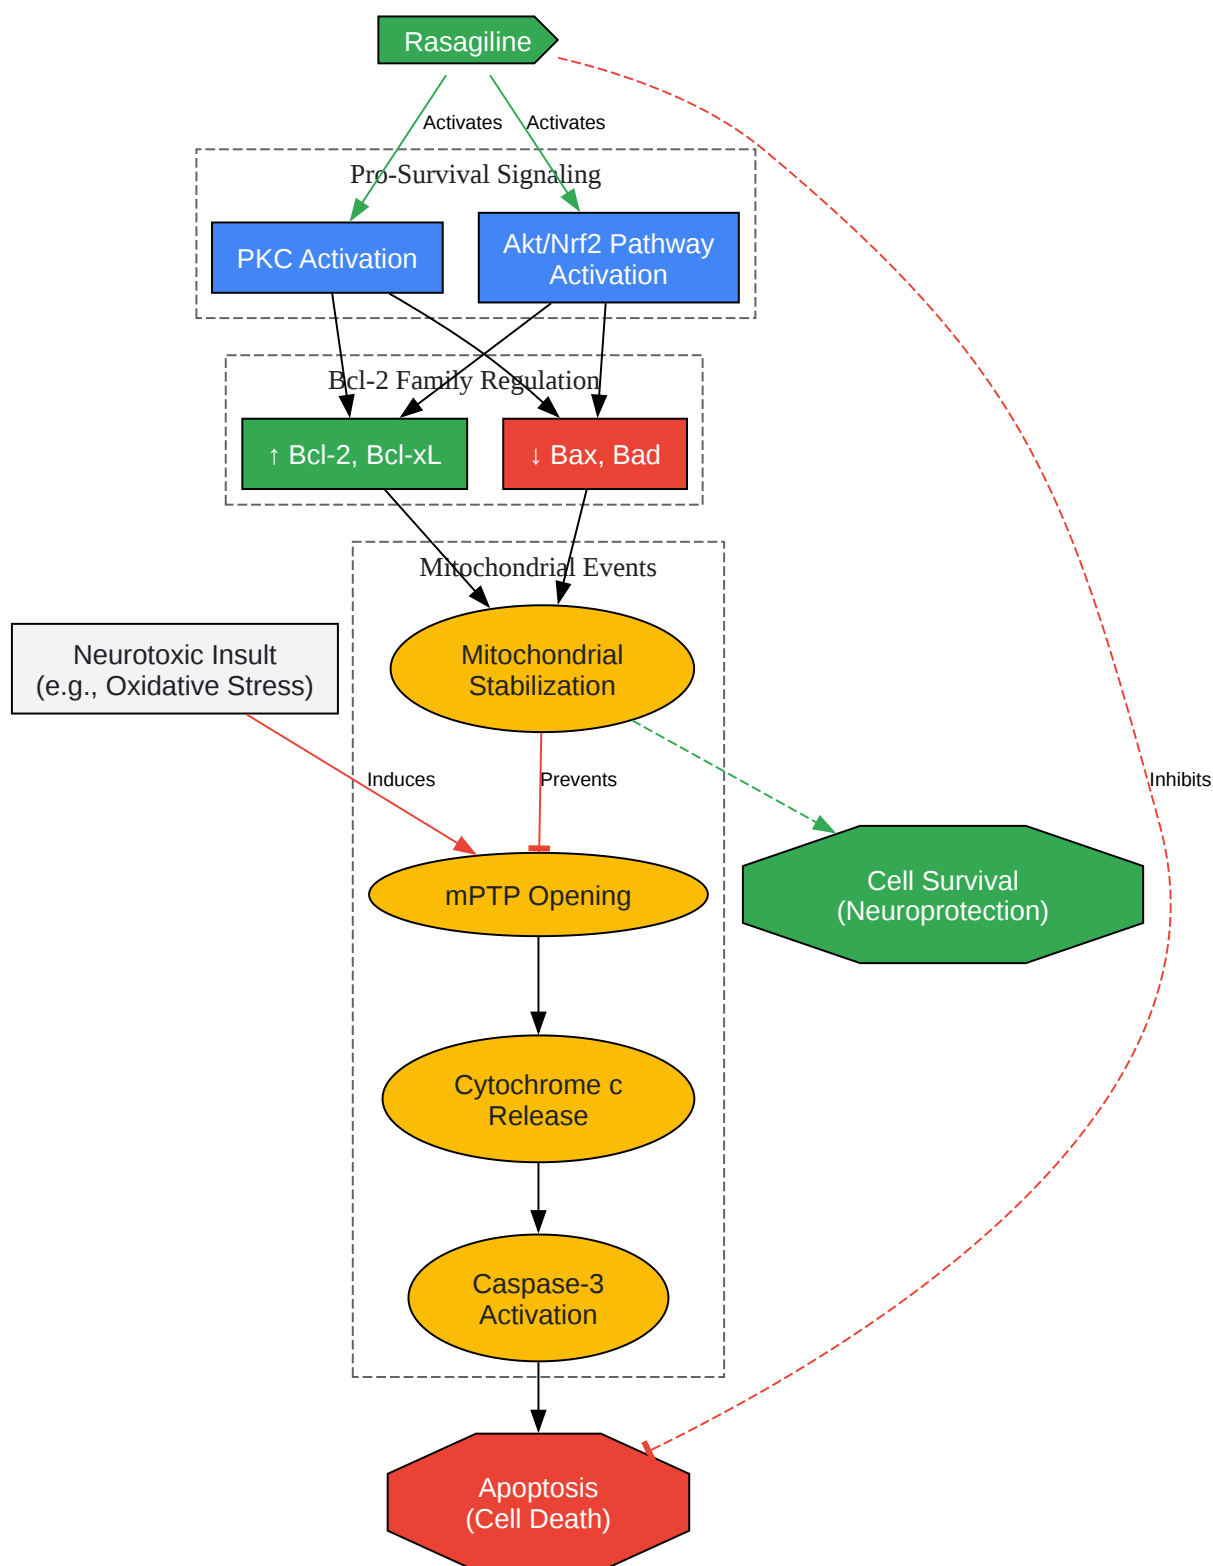 Rasagiline
Activates
Activates
Pro-Survival Signaling
PKC Activation
Akt/Nrf2 Pathway
Activation
Bcl-2 Family Regulation
↑ Bcl-2, Bcl-xL
↓ Bax, Bad
Mitochondrial Events
Neurotoxic Insult
(e.g., Oxidative Stress)
Mitochondrial
Stabilization
Induces
Prevents
Inhibits
mPTP Opening
Cell Survival
(Neuroprotection)
Cytochrome c
Release
Caspase-3
Activation
Apoptosis
(Cell Death)